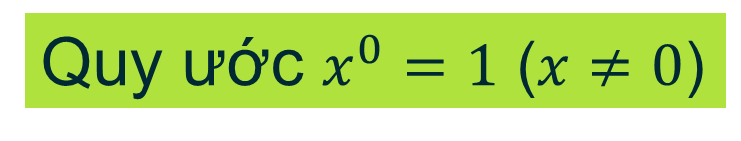 Quy ước x⁰ = 1 (x ≠ 0)